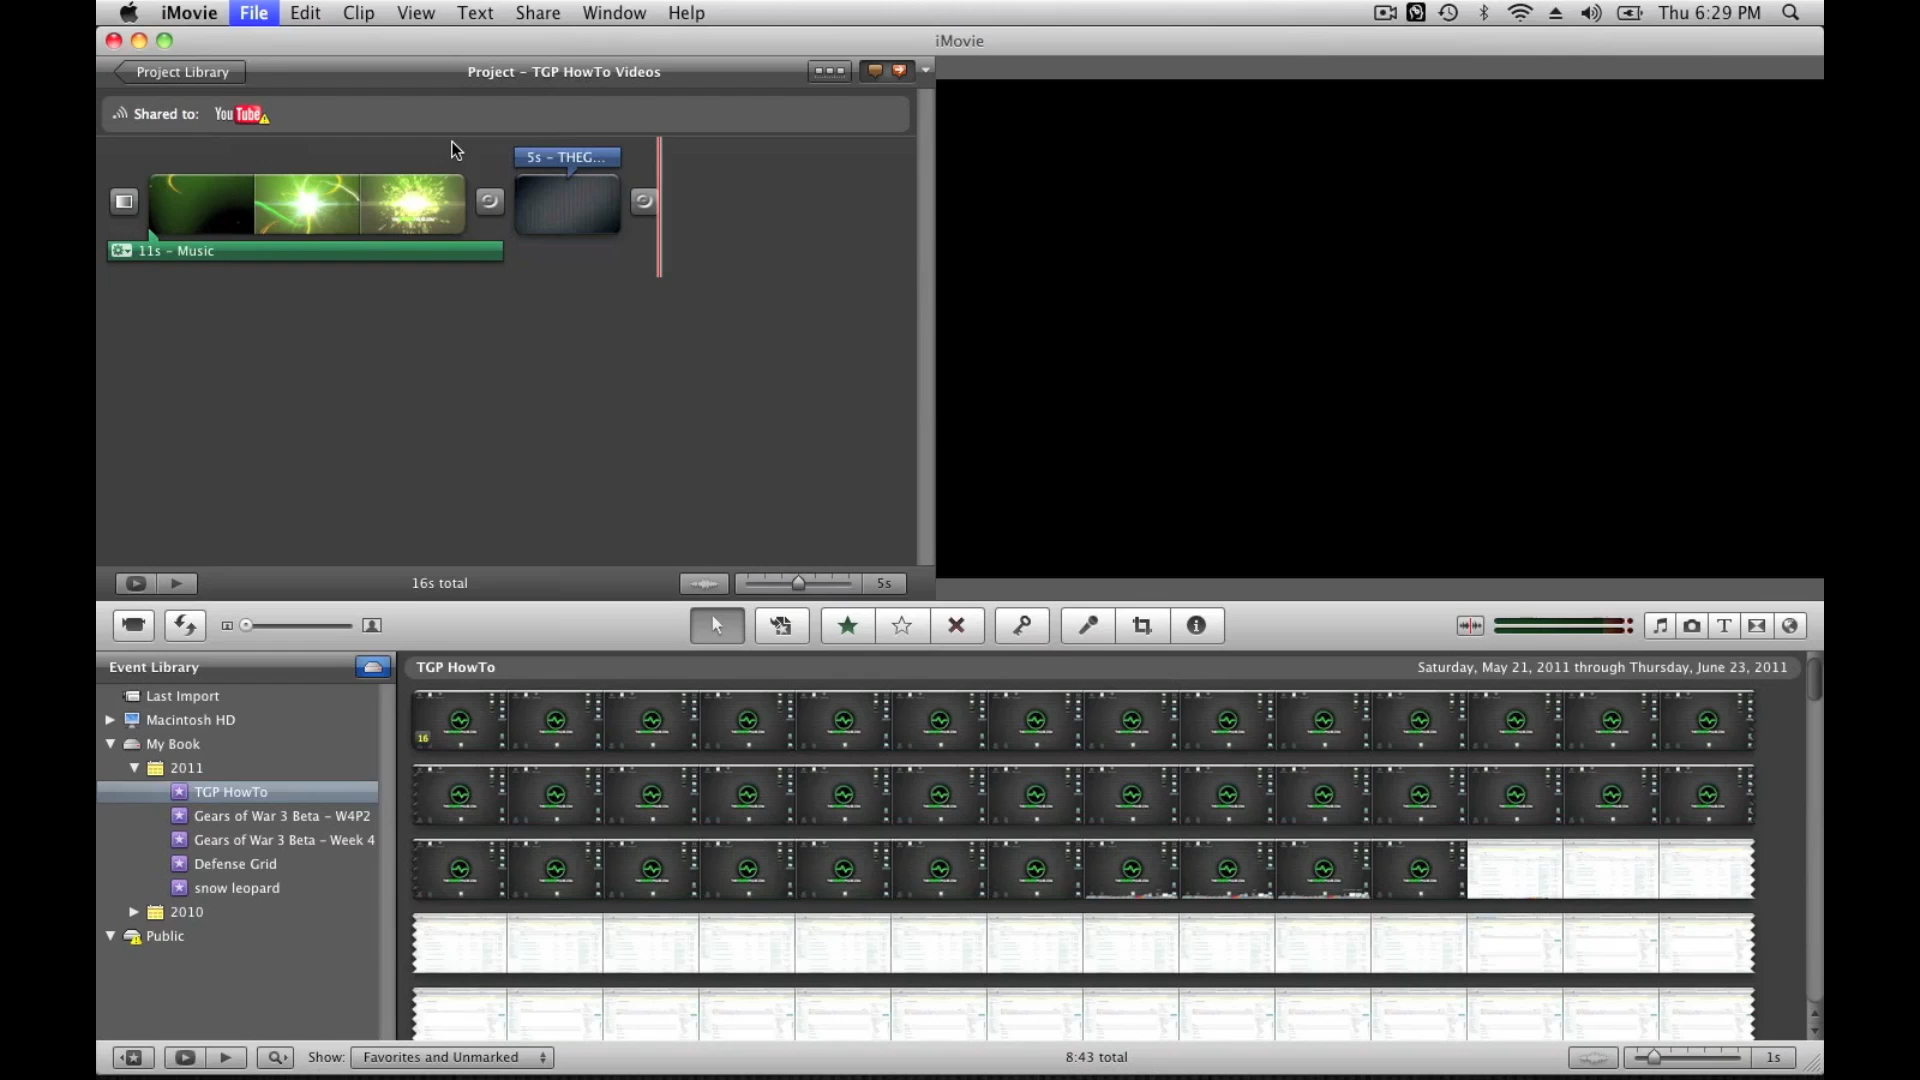 iMovie File Edit Clip View Text Share Window Help Thu 6:29 PM
iMovie
Project Library Project - TGP HowTo Videos
Shared to: YouTube
5s - THEG...
11s - Music
16s total 5s
Event Library TGP HowTo Saturday, May 21, 2011 through Thursday, June 23, 2011
Last Import
Macintosh HD
16
My Book
2011
TGP HowTo
Gears of War 3 Beta - W4P2
Gears of War 3 Beta - Week 4
Defense Grid
snow leopard
2010
Public
Show: Favorites and Unmarked 8:43 total 1s